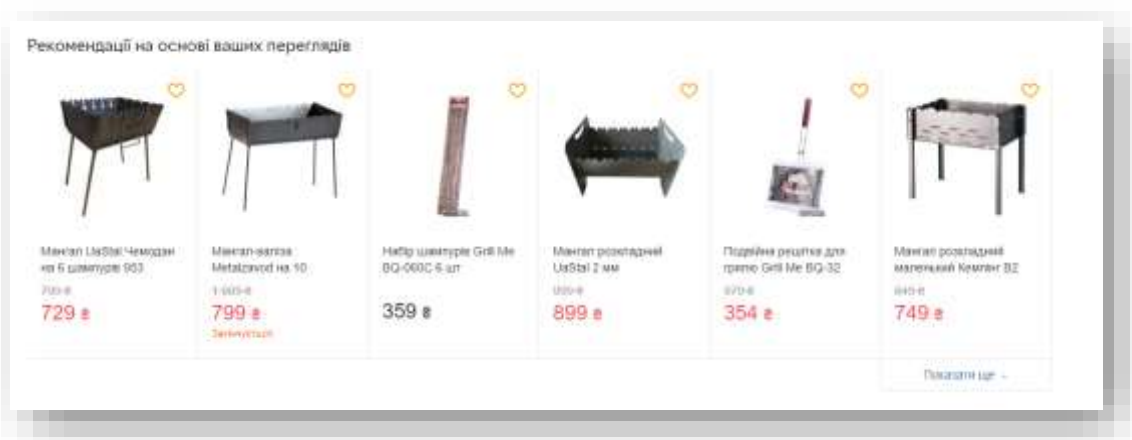 Рекомендації на основі ваших переглядів
Мангал UaStal Чемодан
на 6 шампурів 953
729 ₴
Мангал-валіза
Metalzavod на 10
799 ₴
Закінчується
Набір шампурів Grill Me
BQ-060C 6 шт
359 ₴
Мангал розкладний
UaStal 2 мм
899 ₴
Подвійна решітка для
грилю Grill Me BQ-32
354 ₴
Мангал розкладний
маленький Кемпінг В2
749 ₴
Показати ще